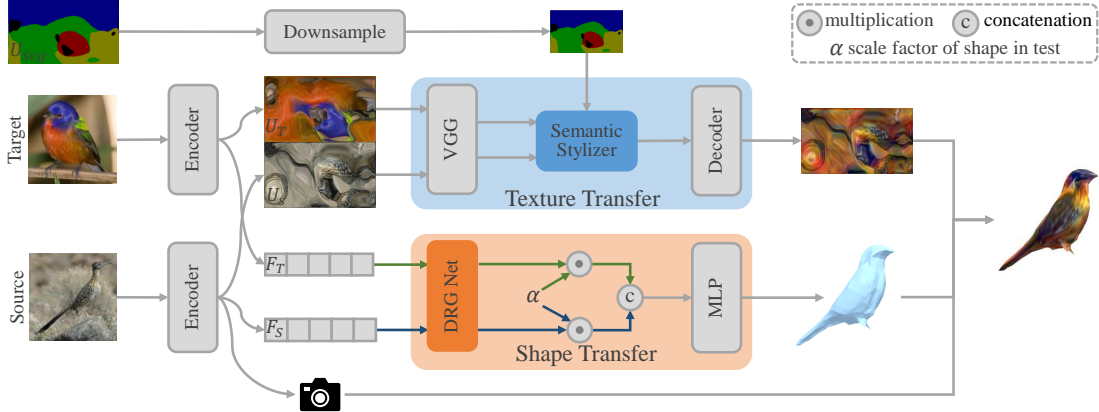 U_Seg
Downsample
multiplication
c concatenation
α scale factor of shape in test
Target
Encoder
U_T
U_S
VGG
Semantic
Stylizer
Decoder
Texture Transfer
Source
Encoder
F_T
F_S
DRG Net
α
c
MLP
Shape Transfer